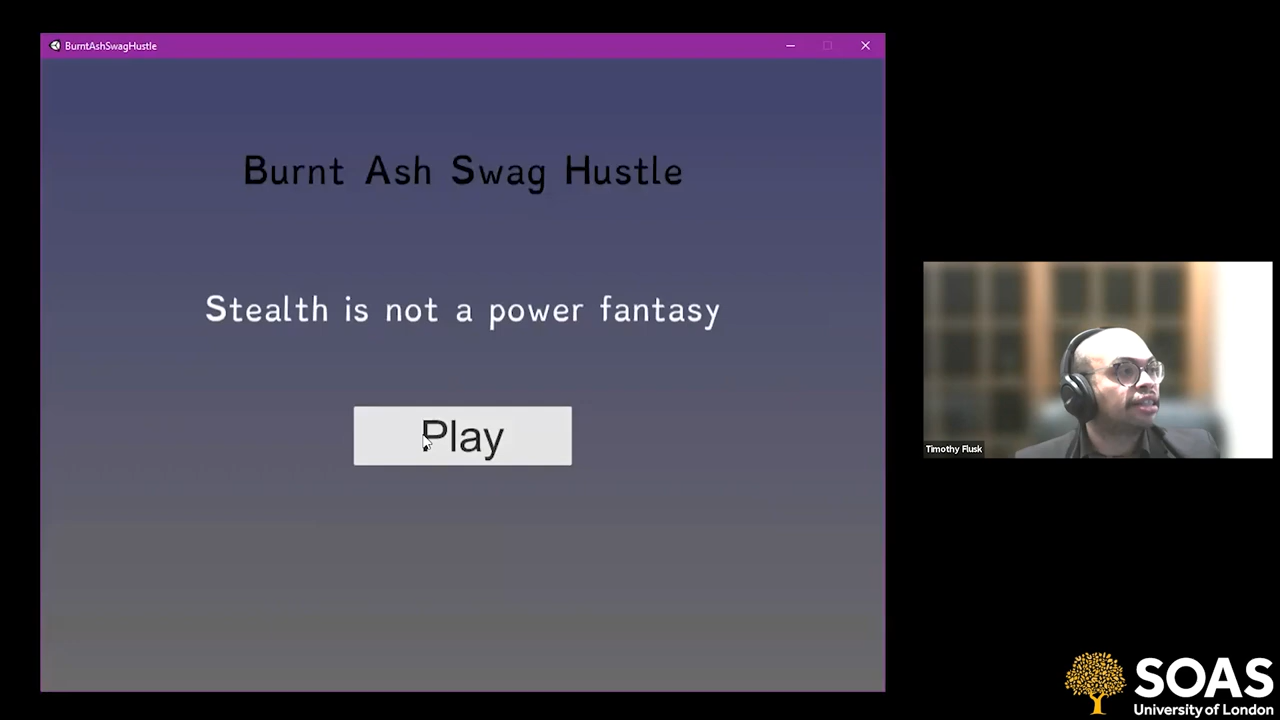 BurntAshSwagHustle
Burnt Ash Swag Hustle
Stealth is not a power fantasy
Play
Timothy Flusk
SOAS
University of London